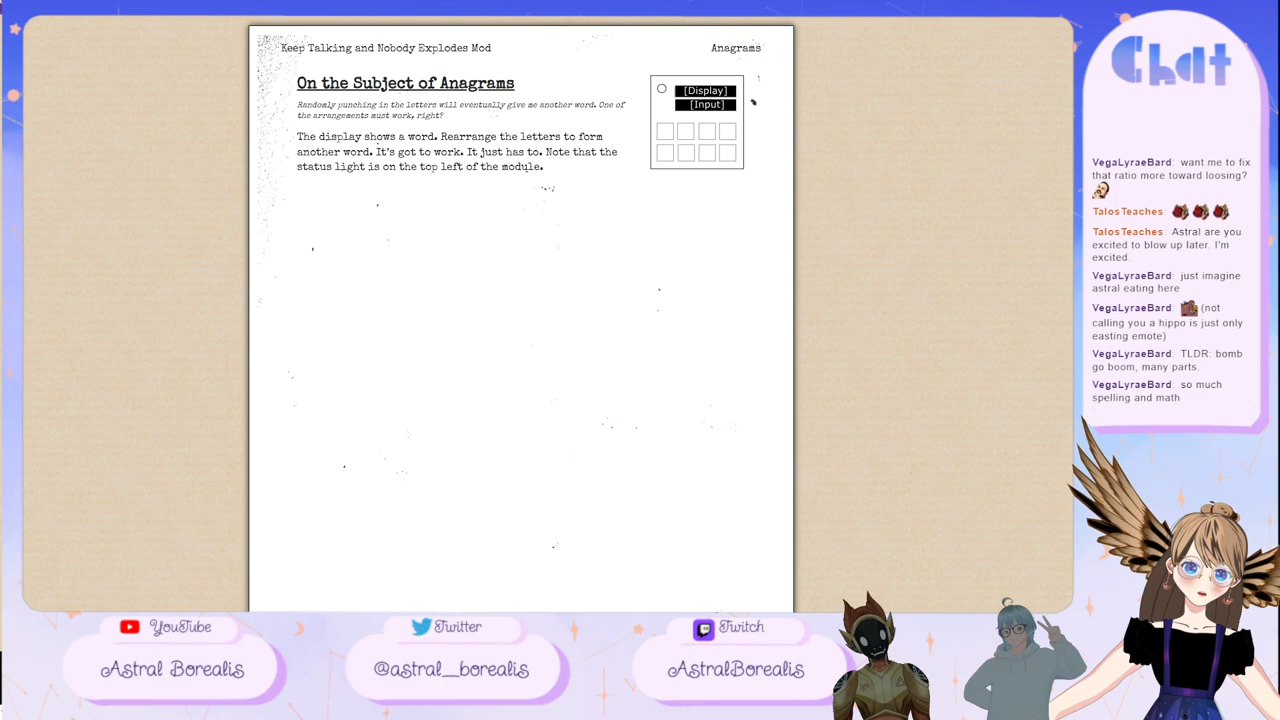 Keep Talking and Nobody Explodes Mod
Anagrams
On the Subject of Anagrams
Randomly punching in the letters will eventually give me another word. One of
the arrangements must work, right?
The display shows a word. Rearrange the letters to form
another word. It's got to work. It just has to. Note that the
status light is on the top left of the module.
[Display]
[Input]
Chat
VegaLyraeBard: want me to fix
that ratio more toward loosing?
TalosTeaches:
TalosTeaches: Astral are you
excited to blow up later. I'm
excited.
VegaLyraeBard: just imagine
astral eating here
VegaLyraeBard: (not
calling you a hippo is just only
easting emote)
VegaLyraeBard: TLDR: bomb
go boom, many parts.
VegaLyraeBard: so much
spelling and math
YouTube
Astral Borealis
Twitter
@astral__borealis
Twitch
AstralBorealis